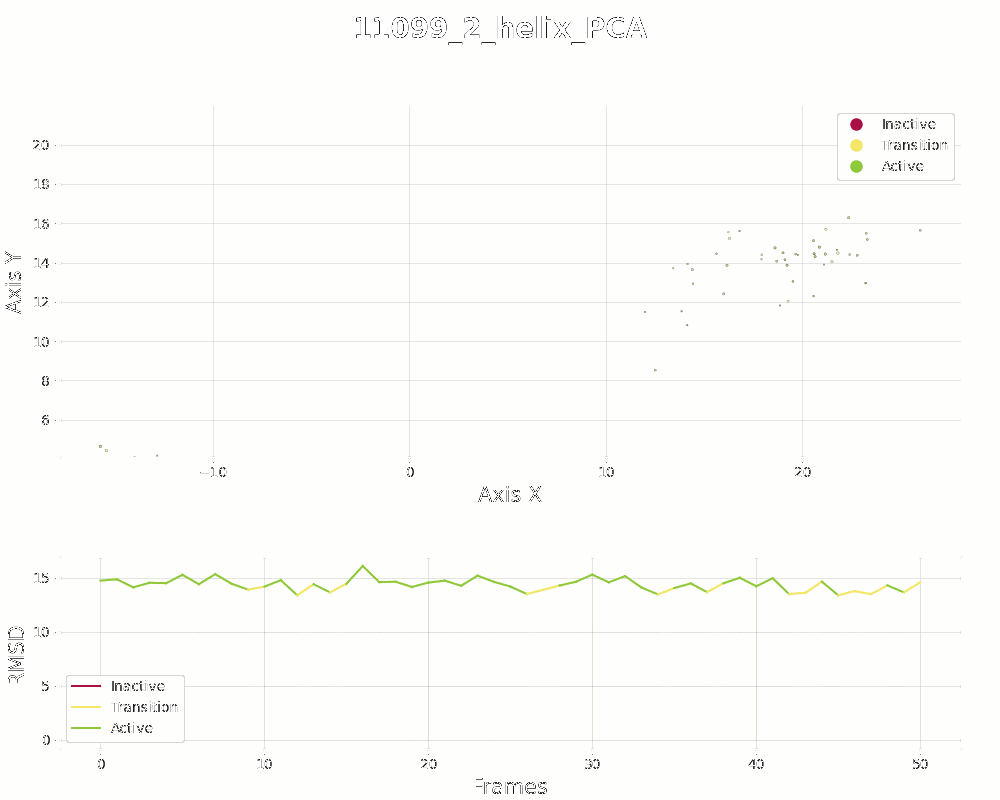 11099_2_helix_PCA
Inactive
Transition
Active
20
18
16
14
12
10
8
6
Axis Y
−10
0
10
20
Axis X
15
10
5
0
RMSD
Inactive
Transition
Active
0
10
20
30
40
50
Frames